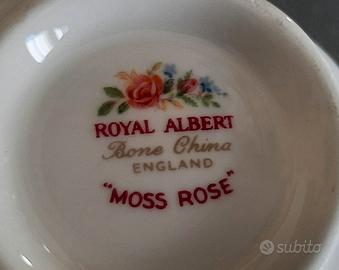 ROYAL ALBERT
Bone China
ENGLAND
"MOSS ROSE"
subito